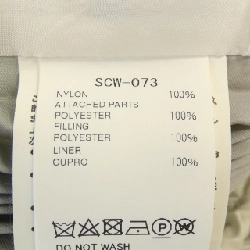 SCW-073
NYLON 100%
ATTACHED PARTS
POLYESTER 100%
FILLING
POLYESTER 100%
LINER
CUPRO 100%
DO NOT WASH